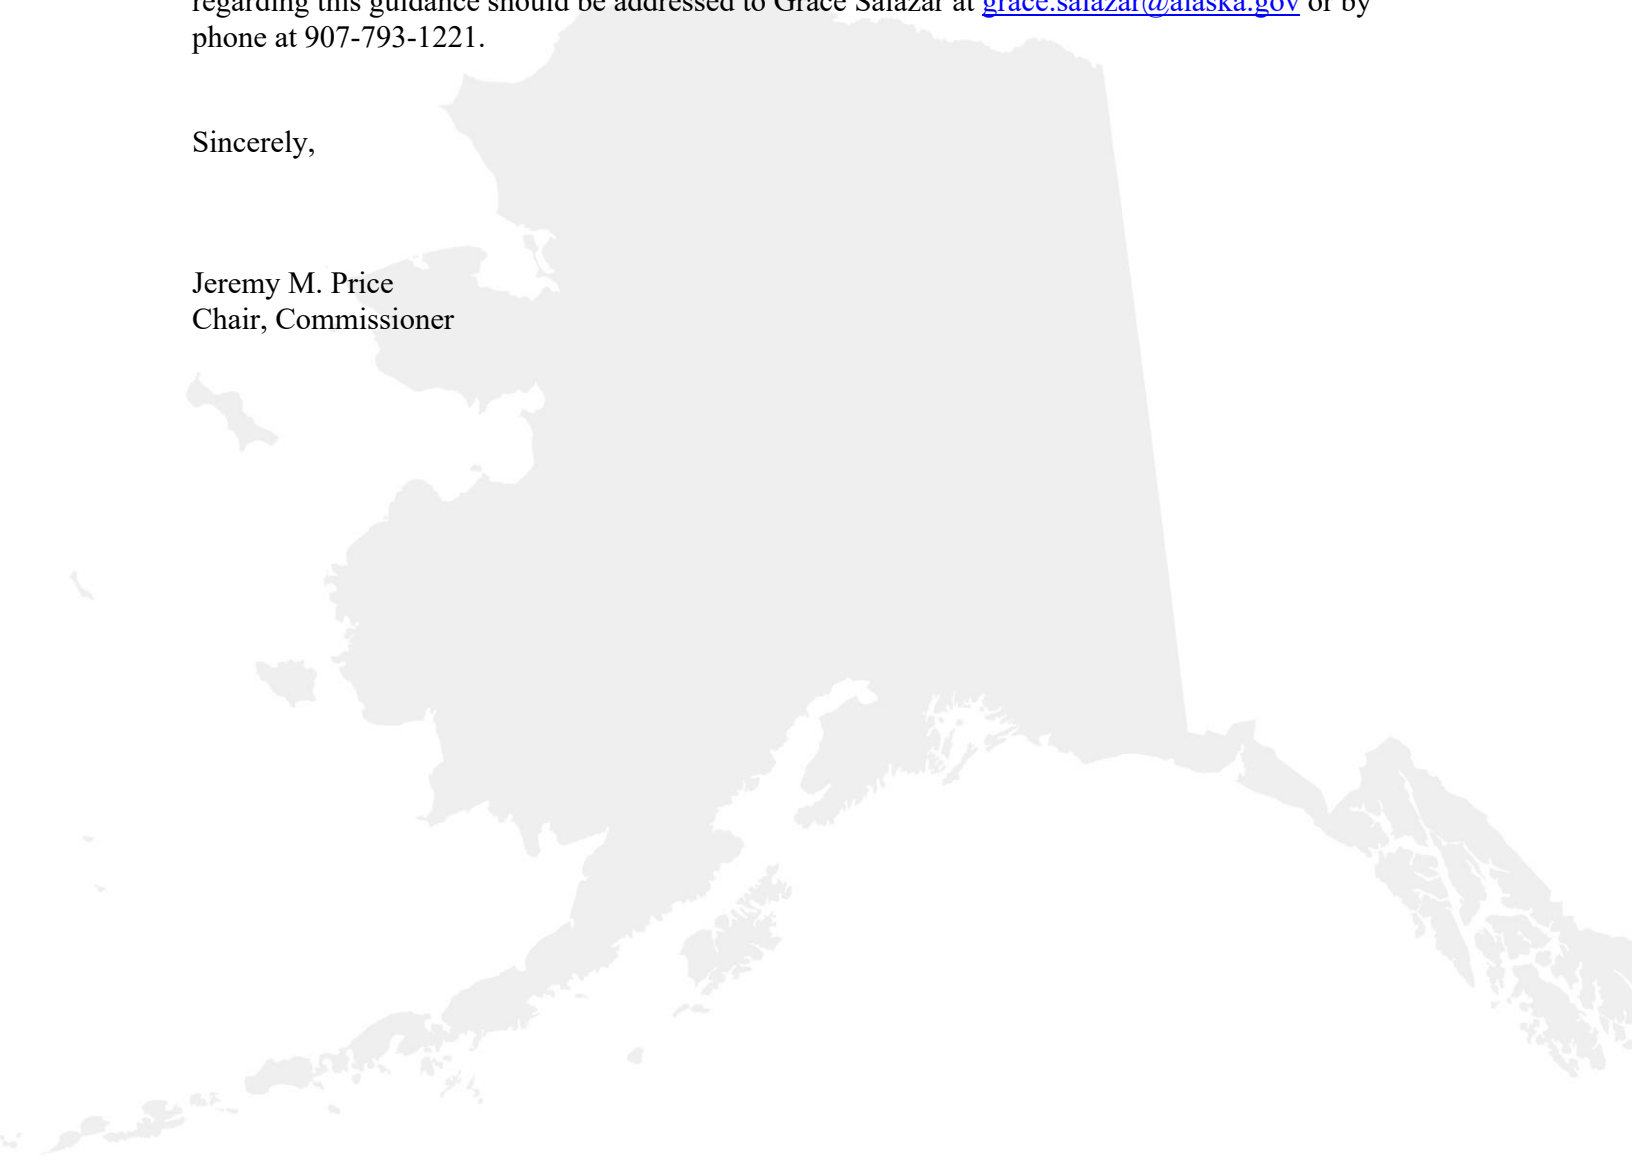 regarding this guidance should be addressed to Grace Salazar at grace.salazar@alaska.gov or by
phone at 907-793-1221.
Sincerely,
Jeremy M. Price
Chair, Commissioner